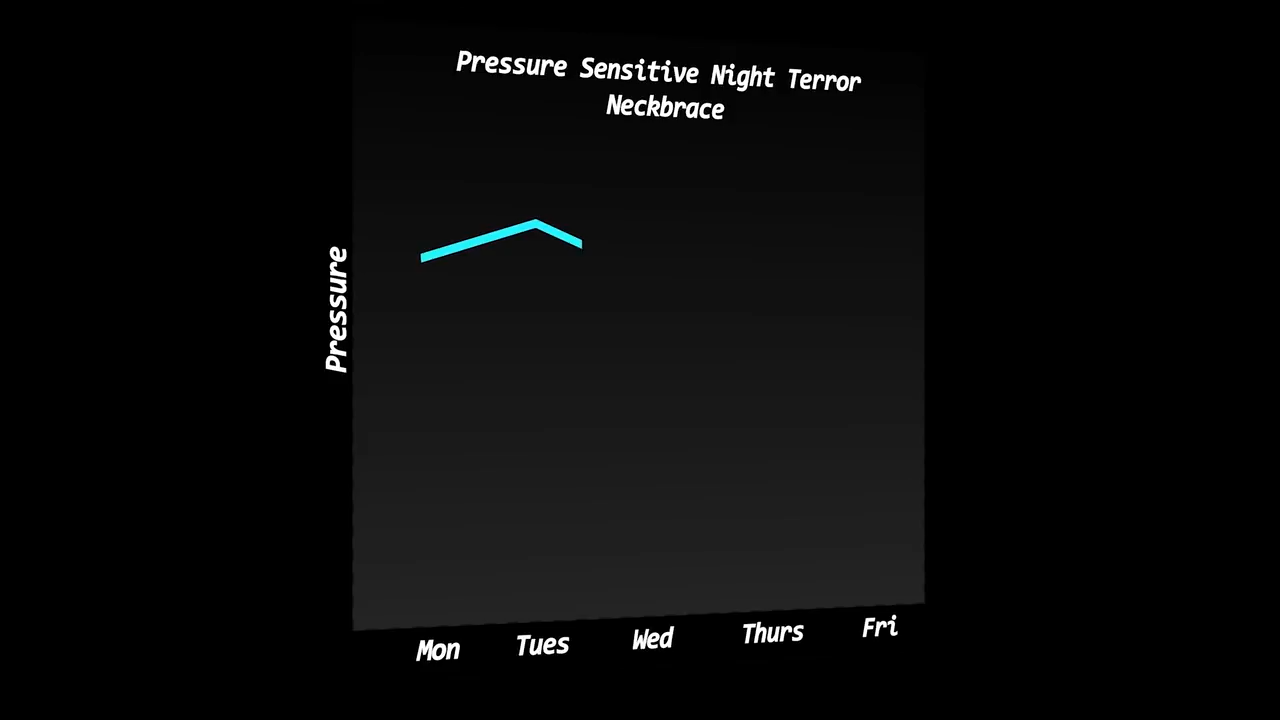 Pressure Sensitive Night Terror
Neckbrace
Pressure
Mon Tues Wed Thurs Fri